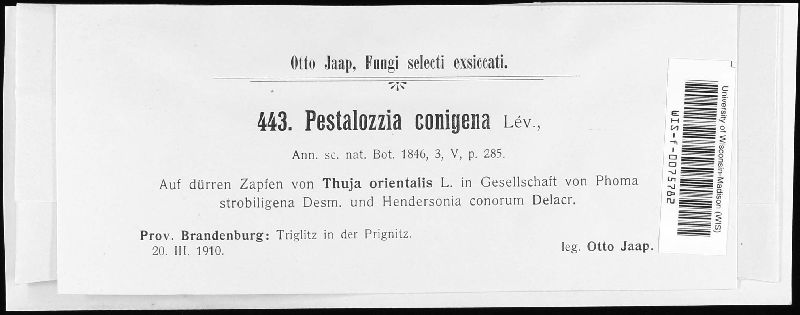 Otto Jaap, Fungi selecti exsiccati.
443. Pestalozzia conigena Lév.,
Ann. sc. nat. Bot. 1846, 3, V, p. 285.
Auf dürren Zapfen von Thuja orientalis L. in Gesellschaft von Phoma
strobiligena Desm. und Hendersonia conorum Delacr.
Prov. Brandenburg: Triglitz in der Prignitz.
20. III. 1910.
leg. Otto Jaap.
University of Wisconsin-Madison (WIS)
WIS-f-0075782